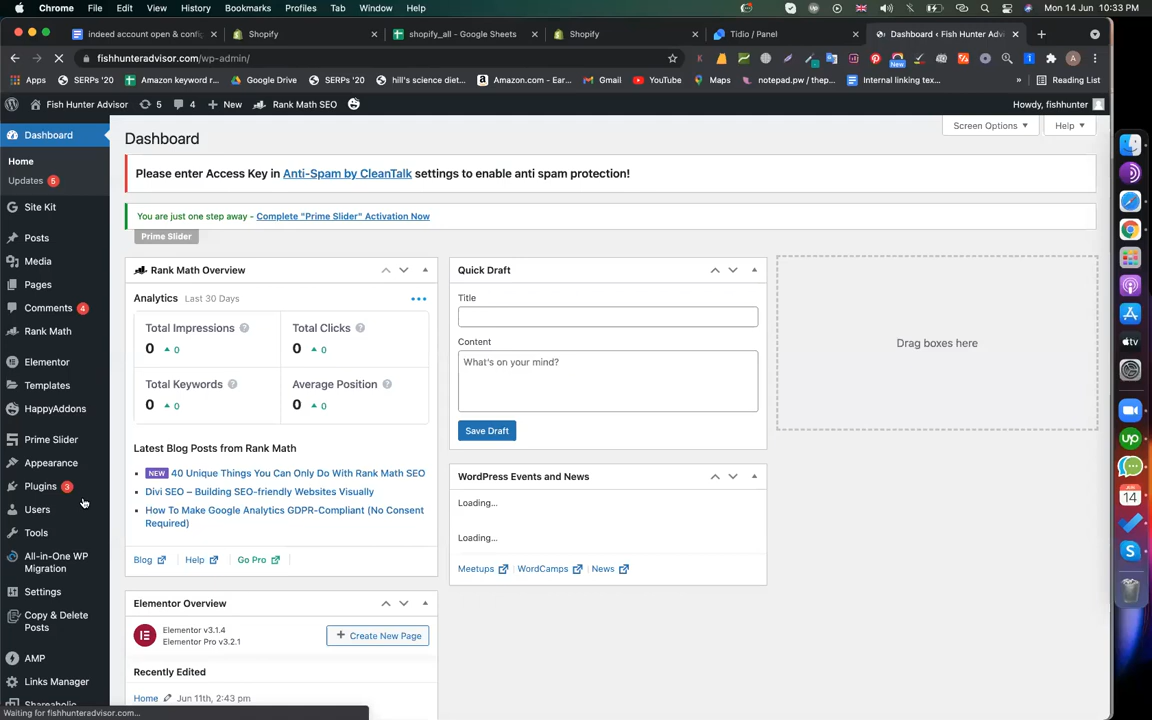 Chrome File Edit View History Bookmarks Profiles Tab Window Help Mon 14 Jun 10:33 PM
indeed account open & config Shopify shopify_all - Google Sheets Shopify Tidio / Panel Dashboard ‹ Fish Hunter Advi
fishhunteradvisor.com/wp-admin/
Apps SERPs '20 Amazon keyword r... Google Drive SERPs '20 hill's science diet... Amazon.com - Ear... Gmail YouTube Maps notepad.pw / thep... Internal linking tex... » Reading List
Fish Hunter Advisor 5 4 + New Rank Math SEO Howdy, fishhunter
Dashboard
Home
Updates 5
Site Kit
Posts
Media
Pages
Comments 4
Rank Math
Elementor
Templates
HappyAddons
Prime Slider
Appearance
Plugins 3
Users
Tools
All-in-One WP
Migration
Settings
Copy & Delete
Posts
AMP
Links Manager
Shareaholic
Waiting for fishhunteradvisor.com...
Screen Options Help
Dashboard
Please enter Access Key in Anti-Spam by CleanTalk settings to enable anti spam protection!
You are just one step away - Complete "Prime Slider" Activation Now
Prime Slider
Rank Math Overview
Analytics Last 30 Days
Total Impressions Total Clicks
0 0 0 0
Total Keywords Average Position
0 0 0 0
Latest Blog Posts from Rank Math
NEW 40 Unique Things You Can Only Do With Rank Math SEO
Divi SEO – Building SEO-friendly Websites Visually
How To Make Google Analytics GDPR-Compliant (No Consent
Required)
Blog Help Go Pro
Elementor Overview
Elementor v3.1.4
Elementor Pro v3.2.1
+ Create New Page
Recently Edited
Home Jun 11th, 2:43 pm
Quick Draft
Title
Content
What's on your mind?
Save Draft
WordPress Events and News
Loading...
Loading...
Meetups WordCamps News
Drag boxes here
tv
JUN
14